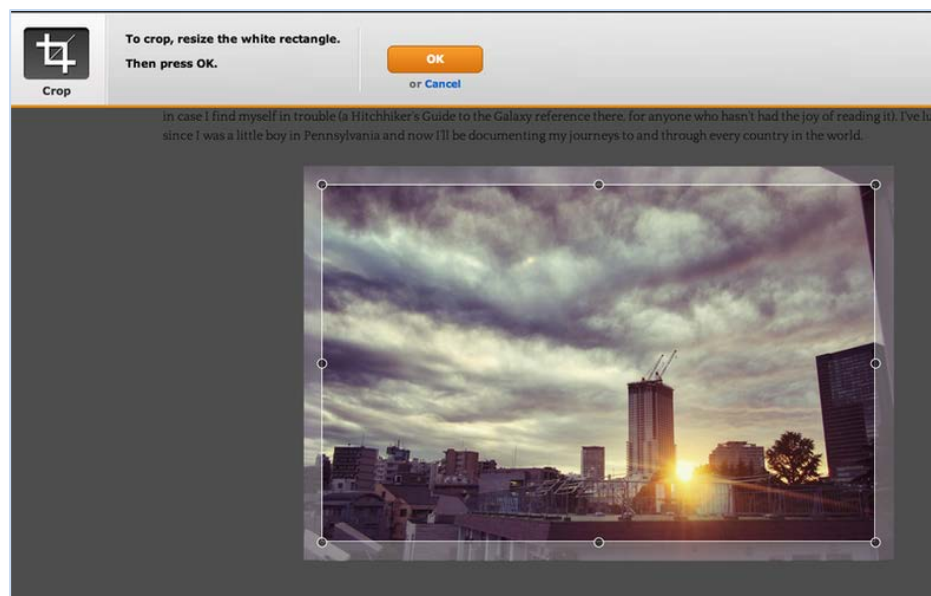 To crop, resize the white rectangle.
Then press OK.
OK
or Cancel
Crop
in case I find myself in trouble (a Hitchhiker's Guide to the Galaxy reference there, for anyone who hasn't had the joy of reading it). I've lu
since I was a little boy in Pennsylvania and now I'll be documenting my journeys to and through every country in the world.